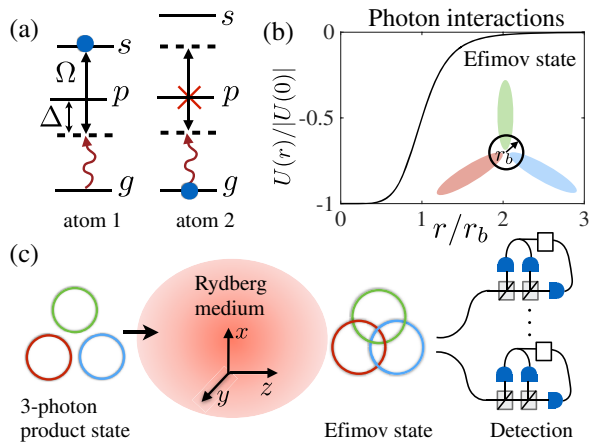 (a)
s
Ω
p
Δ
g
atom 1
s
p
g
atom 2
(b)
Photon interactions
U(r)/|U(0)|
0
-0.5
-1
Efimov state
r_b
0
1
2
3
r/r_b
(c)
3-photon
product state
Rydberg
medium
x
y
z
Efimov state
Detection